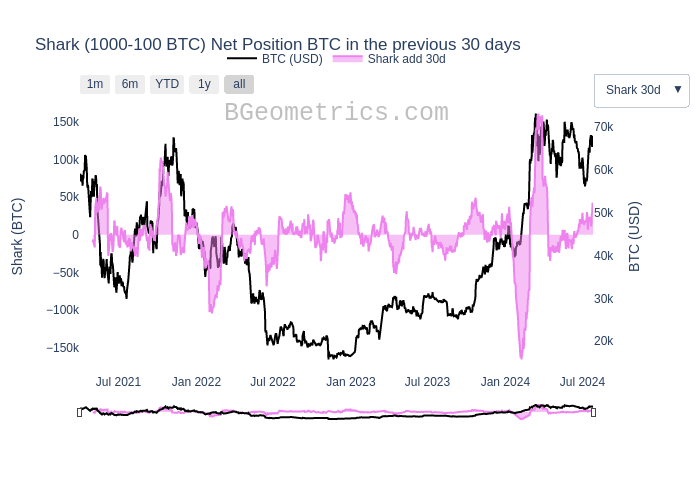 Shark (1000-100 BTC) Net Position BTC in the previous 30 days
BTC (USD) Shark add 30d
1m 6m YTD 1y all
Shark 30d ▼
BGeometrics.com
150k
100k
50k
0
−50k
−100k
−150k
Shark (BTC)
70k
60k
50k
40k
30k
20k
BTC (USD)
Jul 2021 Jan 2022 Jul 2022 Jan 2023 Jul 2023 Jan 2024 Jul 2024